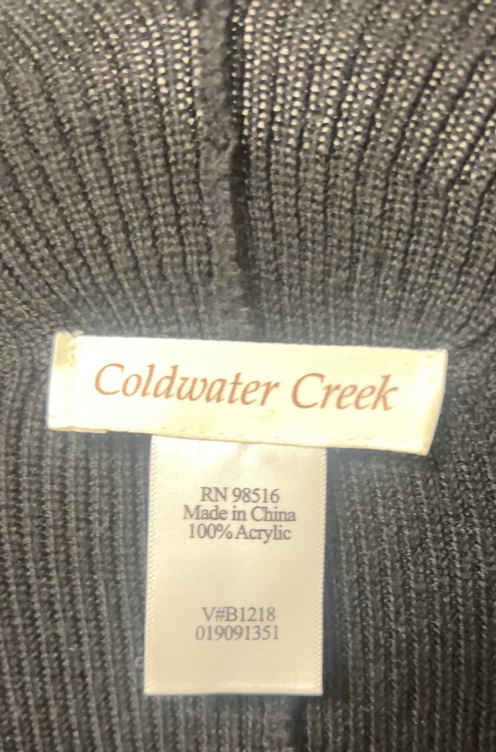 Coldwater Creek
RN 98516
Made in China
100% Acrylic
V#B1218
019091351